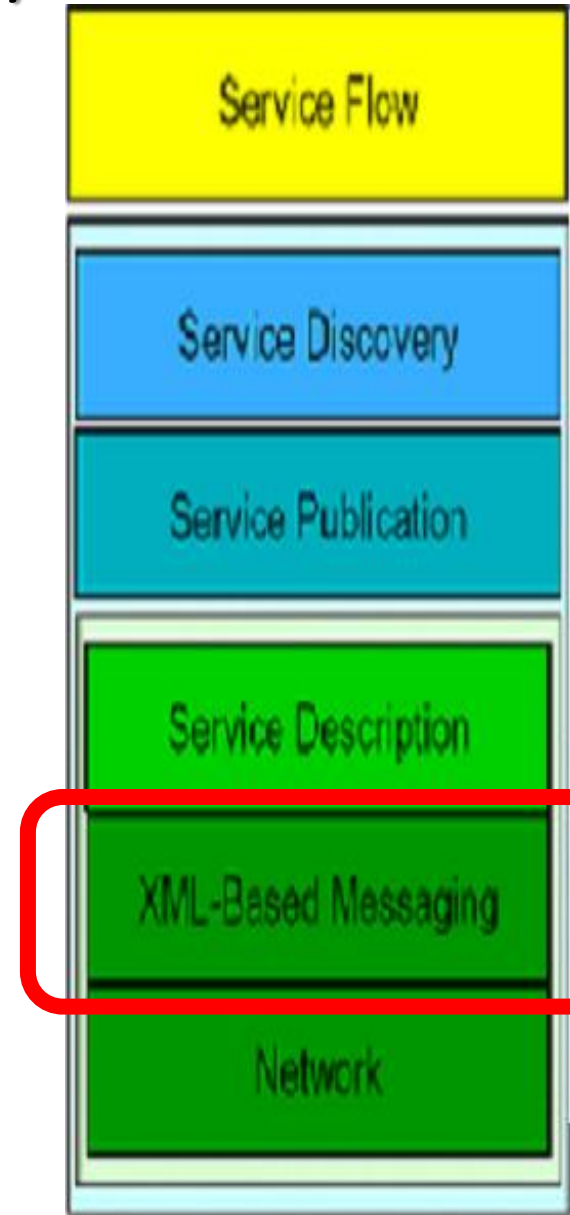 Service Flow
Service Discovery
Service Publication
Service Description
XML-Based Messaging
Network